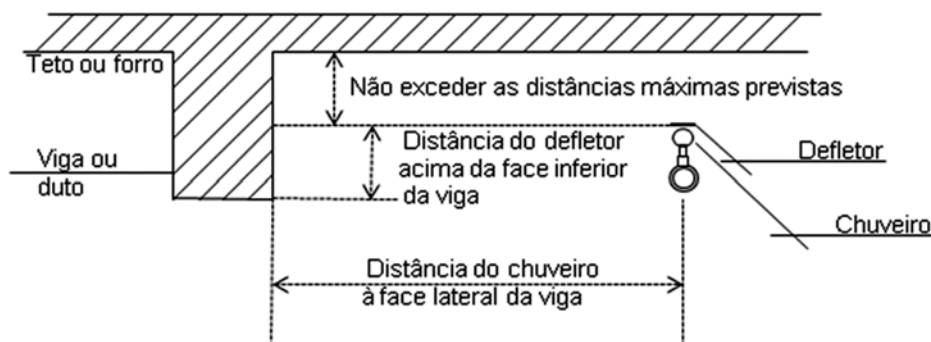 Teto ou forro
Não exceder as distâncias máximas previstas
Distância do defletor
acima da face inferior
da viga
Viga ou
duto
Defletor
Chuveiro
Distância do chuveiro
à face lateral da viga